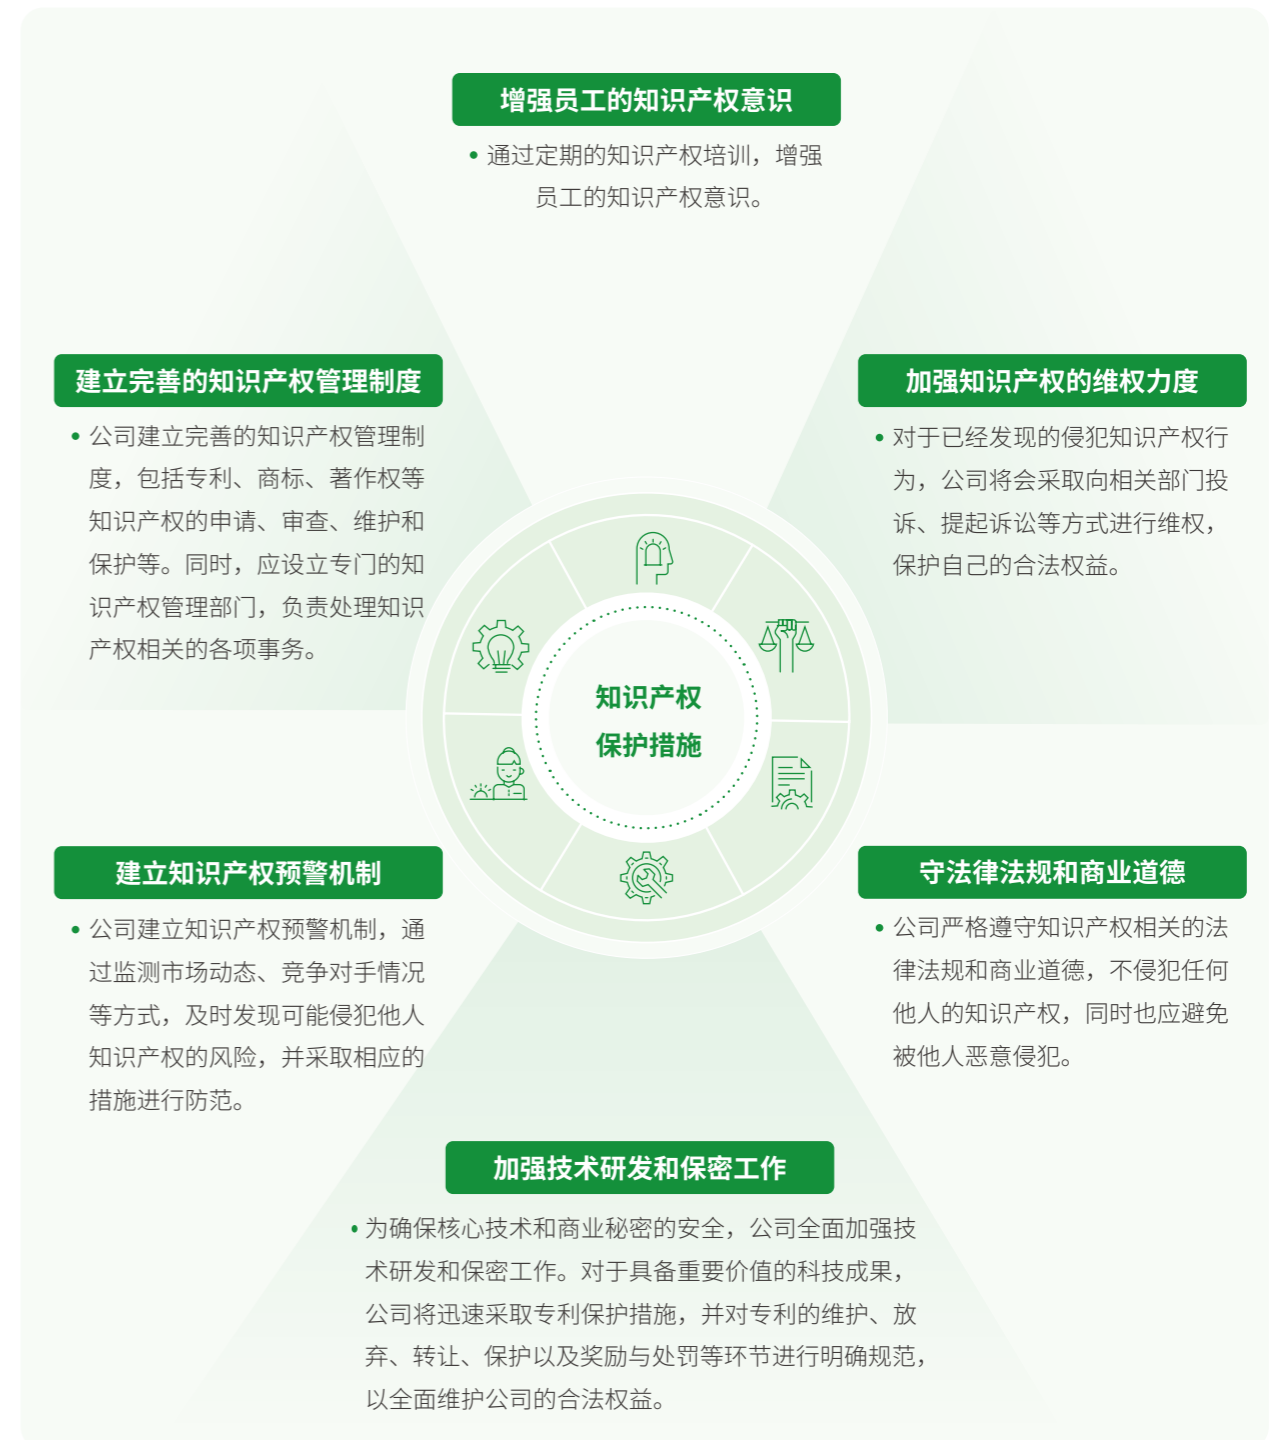 增强员工的知识产权意识
• 通过定期的知识产权培训，增强
员工的知识产权意识。
建立完善的知识产权管理制度
• 公司建立完善的知识产权管理制
度，包括专利、商标、著作权等
知识产权的申请、审查、维护和
保护等。同时，应设立专门的知
识产权管理部门，负责处理知识
产权相关的各项事务。
加强知识产权的维权力度
• 对于已经发现的侵犯知识产权行
为，公司将会采取向相关部门投
诉、提起诉讼等方式进行维权，
保护自己的合法权益。
知识产权
保护措施
建立知识产权预警机制
• 公司建立知识产权预警机制，通
过监测市场动态、竞争对手情况
等方式，及时发现可能侵犯他人
知识产权的风险，并采取相应的
措施进行防范。
守法律法规和商业道德
• 公司严格遵守知识产权相关的法
律法规和商业道德，不侵犯任何
他人的知识产权，同时也应避免
被他人恶意侵犯。
加强技术研发和保密工作
• 为确保核心技术和商业秘密的安全，公司全面加强技
术研发和保密工作。对于具备重要价值的科技成果，
公司将迅速采取专利保护措施，并对专利的维护、放
弃、转让、保护以及奖励与处罚等环节进行明确规范，
以全面维护公司的合法权益。